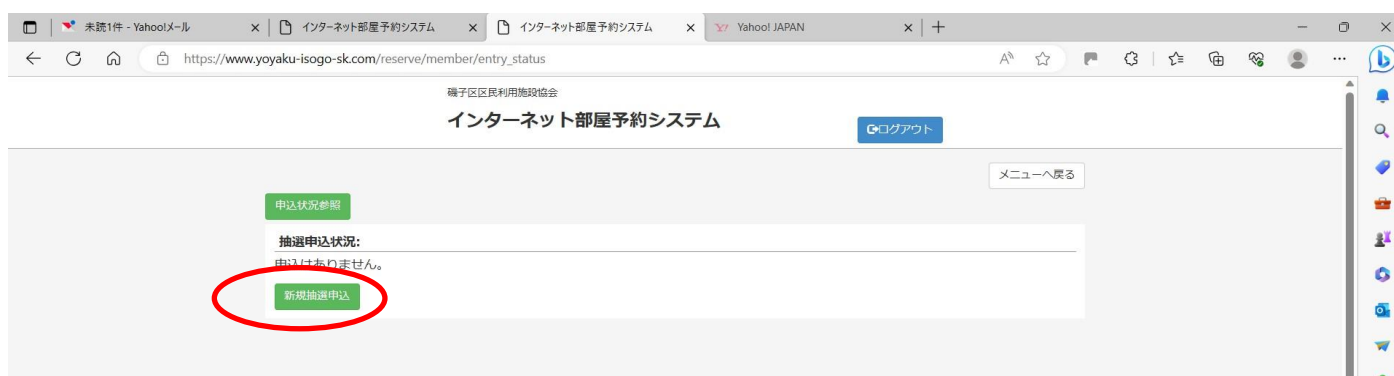 未読1件 - Yahoo!メール
インターネット部屋予約システム
インターネット部屋予約システム
Yahoo! JAPAN
https://www.yoyaku-isogo-sk.com/reserve/member/entry_status
磯子区区民利用施設協会
インターネット部屋予約システム
ログアウト
メニューへ戻る
申込状況参照
抽選申込状況:
申込はありません。
新規抽選申込